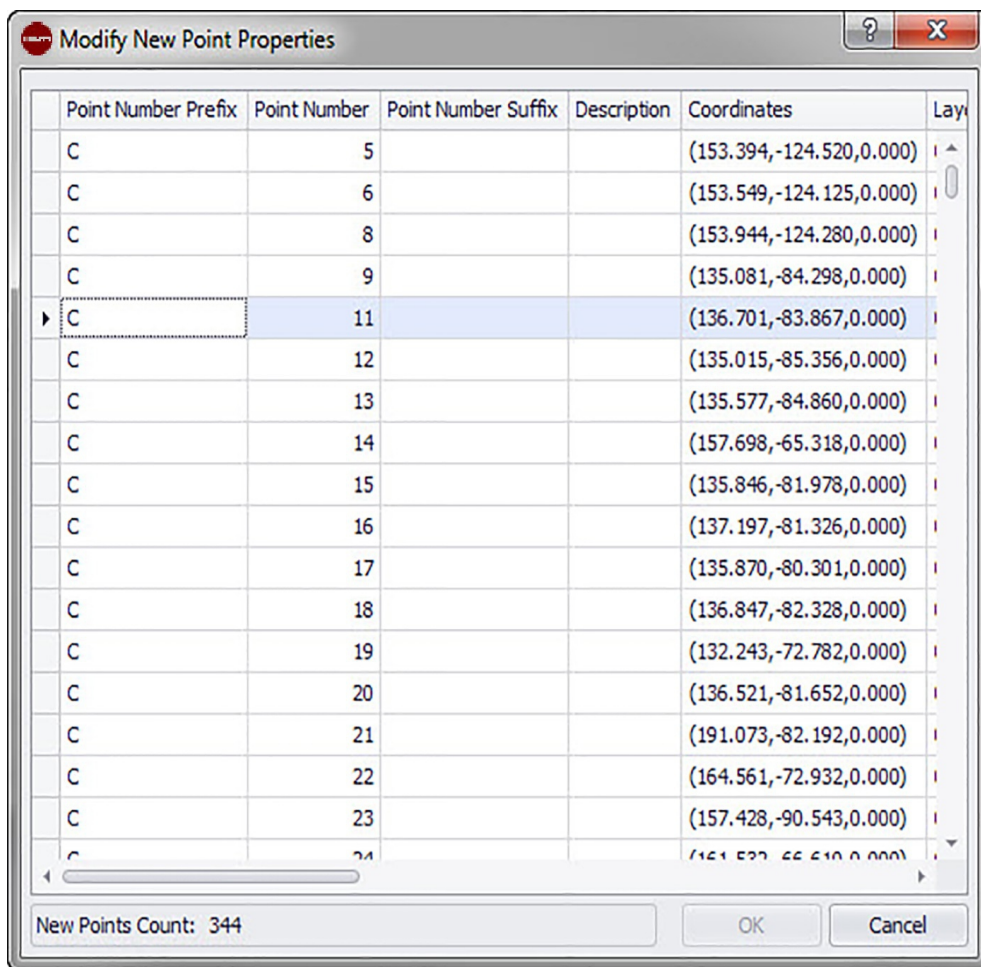 Modify New Point Properties
Point Number Prefix Point Number Point Number Suffix Description Coordinates
C 5 (153.394,-124.520,0.000)
C 6 (153.549,-124.125,0.000)
C 8 (153.944,-124.280,0.000)
C 9 (135.081,-84.298,0.000)
C 11 (136.701,-83.867,0.000)
C 12 (135.015,-85.356,0.000)
C 13 (135.577,-84.860,0.000)
C 14 (157.698,-65.318,0.000)
C 15 (135.846,-81.978,0.000)
C 16 (137.197,-81.326,0.000)
C 17 (135.870,-80.301,0.000)
C 18 (136.847,-82.328,0.000)
C 19 (132.243,-72.782,0.000)
C 20 (136.521,-81.652,0.000)
C 21 (191.073,-82.192,0.000)
C 22 (164.561,-72.932,0.000)
C 23 (157.428,-90.543,0.000)
C 24
New Points Count: 344 OK Cancel